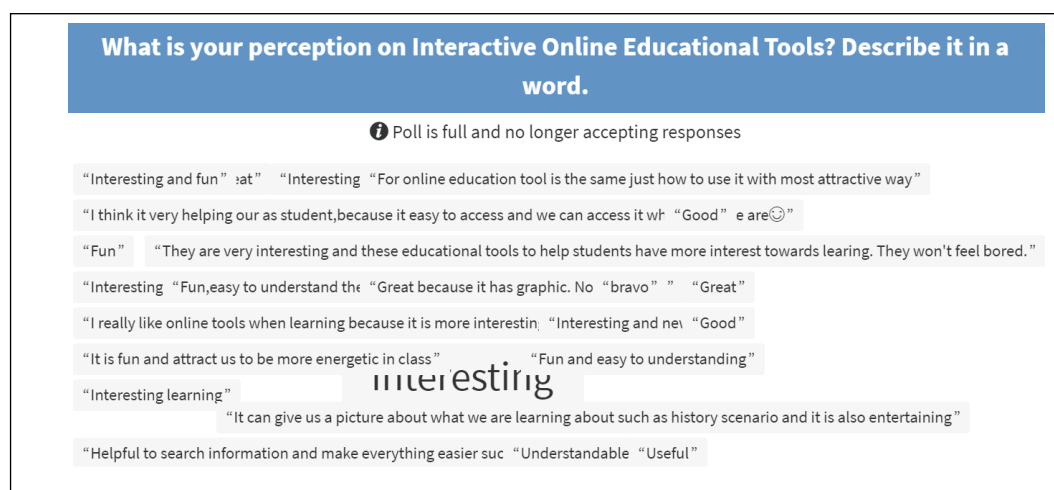 What is your perception on Interactive Online Educational Tools? Describe it in a
word.
Poll is full and no longer accepting responses
“Interesting and fun” “Interesting “For online education tool is the same just how to use it with most attractive way”
“I think it very helping our as student,because it easy to access and we can access it “Good” e are☺”
“Fun” “They are very interesting and these educational tools to help students have more interest towards learing. They won't feel bored.”
“Interesting “Fun,easy to understand “Great because it has graphic. No “bravo” ” “Great”
“I really like online tools when learning because it is more “Interesting and “Good”
“It is fun and attract us to be more energetic in class” “Fun and easy to understanding”
interesting
“Interesting learning”
“It can give us a picture about what we are learning about such as history scenario and it is also entertaining”
“Helpful to search information and make everything easier “Understandable “Useful”